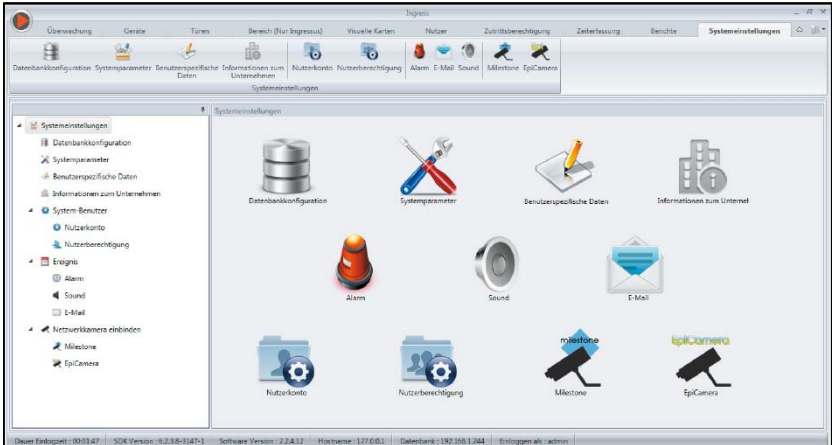 Ingress
Überwachung Geräte Türen Bereich (Nur Ingressus) Visuelle Karten Nutzer Zutrittsberechtigung Zeiterfassung Berichte Systemeinstellungen
Datenbankkonfiguration Systemparameter Benutzerspezifische Daten Informationen zum Unternehmen Nutzerkonto Nutzerberechtigung Alarm E-Mail Sound Milestone EpiCamera
Systemeinstellungen
Systemeinstellungen
Systemeinstellungen
Datenbankkonfiguration
Systemparameter
Benutzerspezifische Daten
Informationen zum Unternehmen
System-Benutzer
Nutzerkonto
Nutzerberechtigung
Ereignis
Alarm
Sound
E-Mail
Netzwerkkamera einbinden
Milestone
EpiCamera
Datenbankkonfiguration Systemparameter Benutzerspezifische Daten Informationen zum Unternel
Alarm Sound E-Mail
milestone EpiCamera
Nutzerkonto Nutzerberechtigung Milestone EpiCamera
Dauer Einlogzeit : 00:01:47 SDK Version : 6.2.3.8-3147-1 Software Version : 2.2.4.12 Hostname : 127.0.0.1 Datenbank : 192.168.1.244 Einloggen als : admin